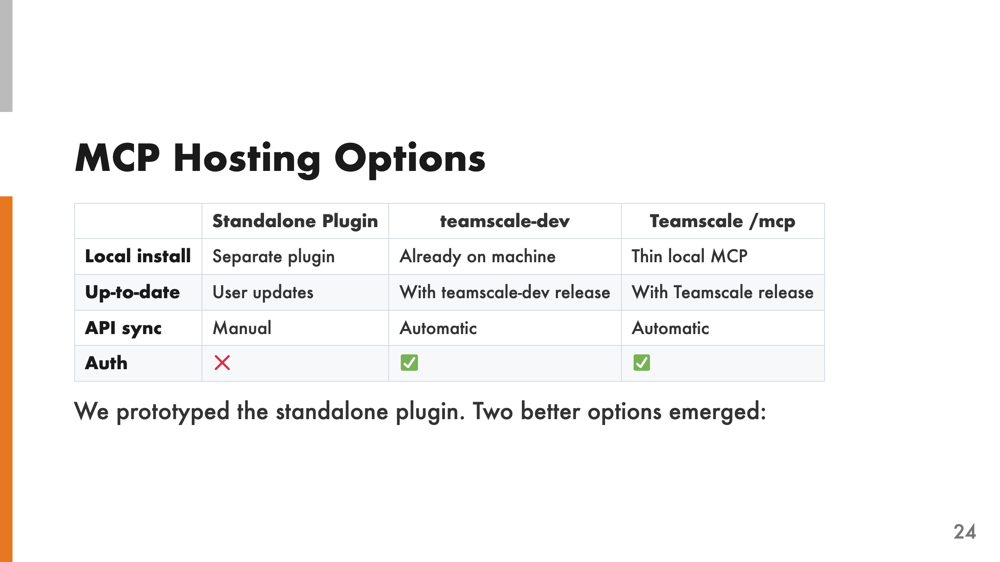 MCP Hosting Options
Standalone Plugin teamscale-dev Teamscale /mcp
Local install Separate plugin Already on machine Thin local MCP
Up-to-date User updates With teamscale-dev release With Teamscale release
API sync Manual Automatic Automatic
Auth ❌ ✅ ✅
We prototyped the standalone plugin. Two better options emerged:
24